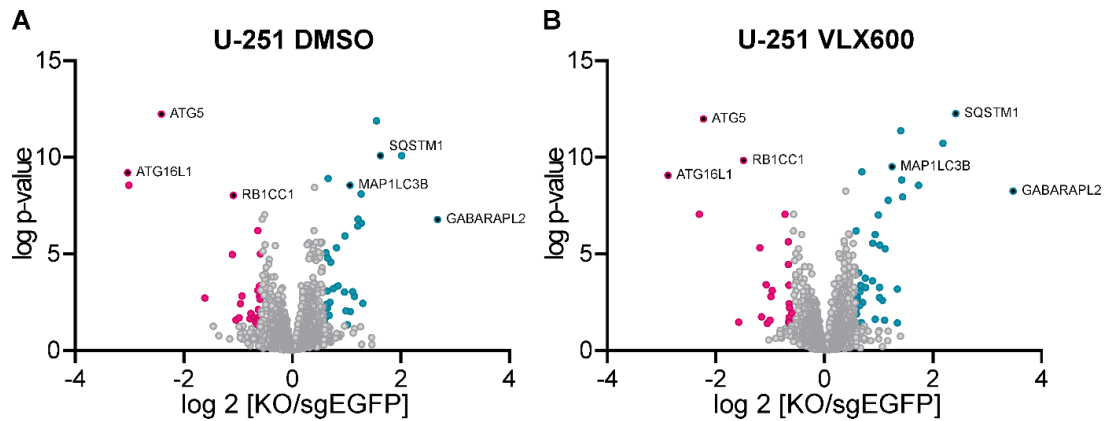 A
U-251 DMSO
15
10
5
0
-4
-2
0
2
4
log p-value
log 2 [KO/sgEGFP]
ATG5
ATG16L1
RB1CC1
SQSTM1
MAP1LC3B
GABARAPL2
B
U-251 VLX600
15
10
5
0
-4
-2
0
2
4
log p-value
log 2 [KO/sgEGFP]
ATG5
RB1CC1
ATG16L1
SQSTM1
MAP1LC3B
GABARAPL2